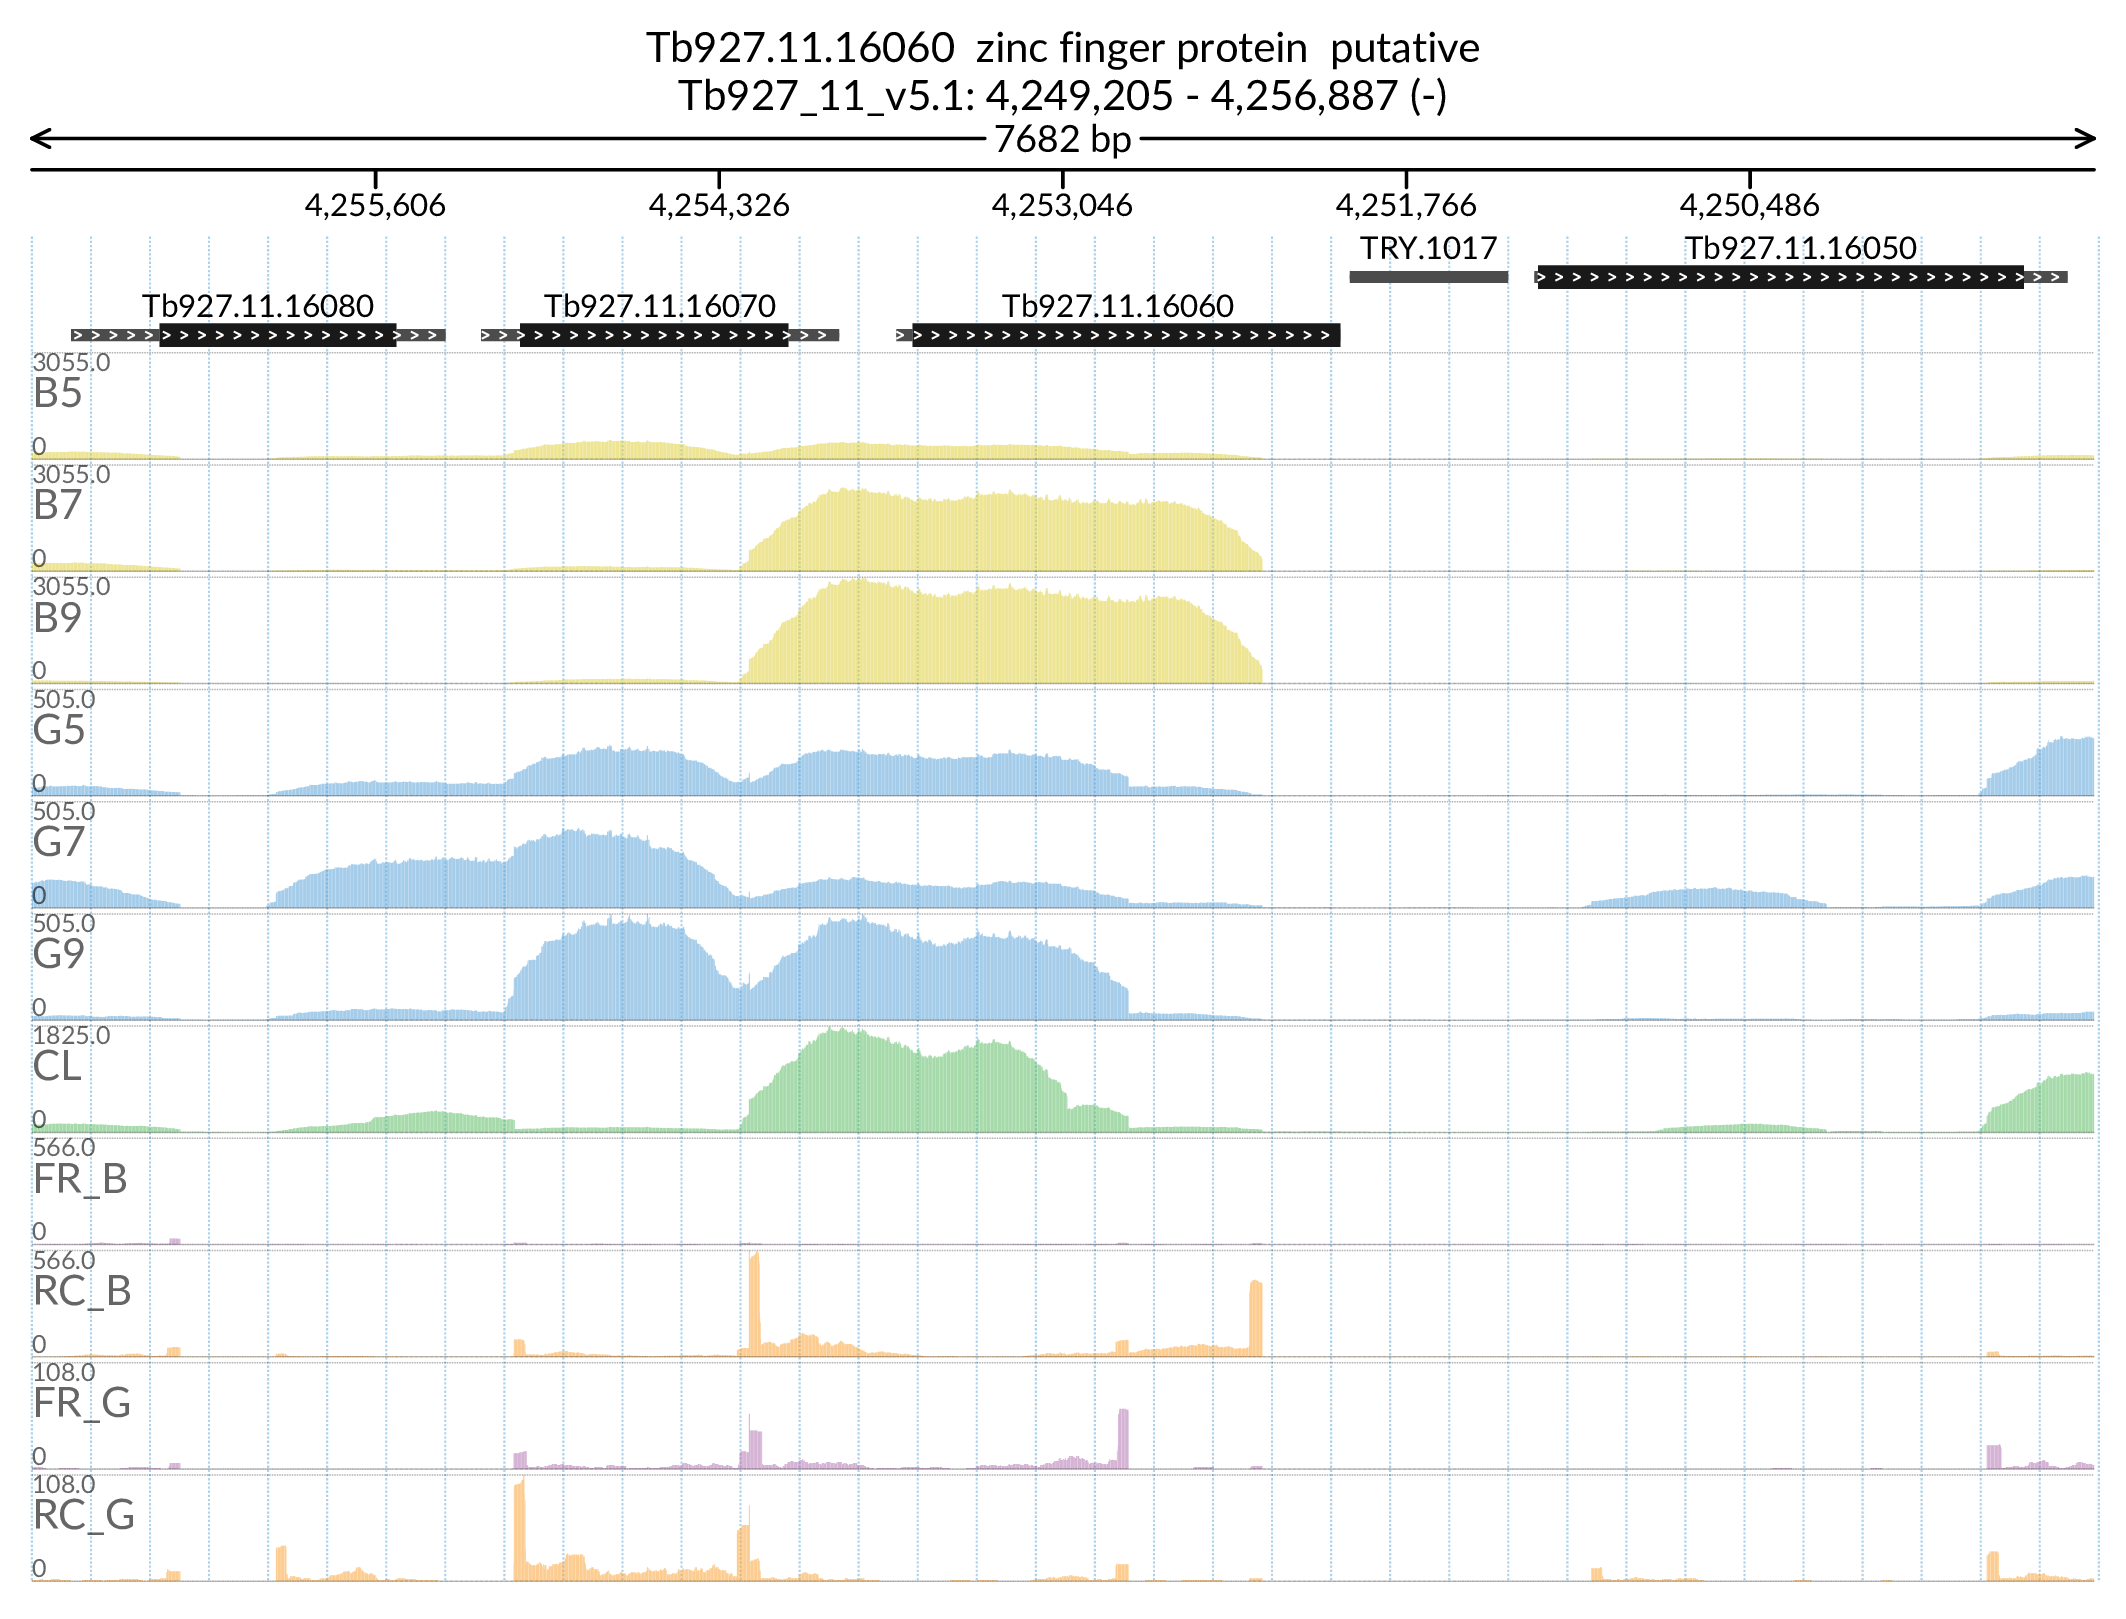 Tb927.11.16060  zinc finger protein  putative
Tb927_11_v5.1: 4,249,205 - 4,256,887 (-)
7682 bp
4,255,606 4,254,326 4,253,046 4,251,766 4,250,486
TRY.1017 Tb927.11.16050
Tb927.11.16080 Tb927.11.16070 Tb927.11.16060
3055.0
B5
0
3055.0
B7
0
3055.0
B9
0
505.0
G5
0
505.0
G7
0
505.0
G9
0
1825.0
CL
0
566.0
FR_B
0
566.0
RC_B
0
108.0
FR_G
0
108.0
RC_G
0